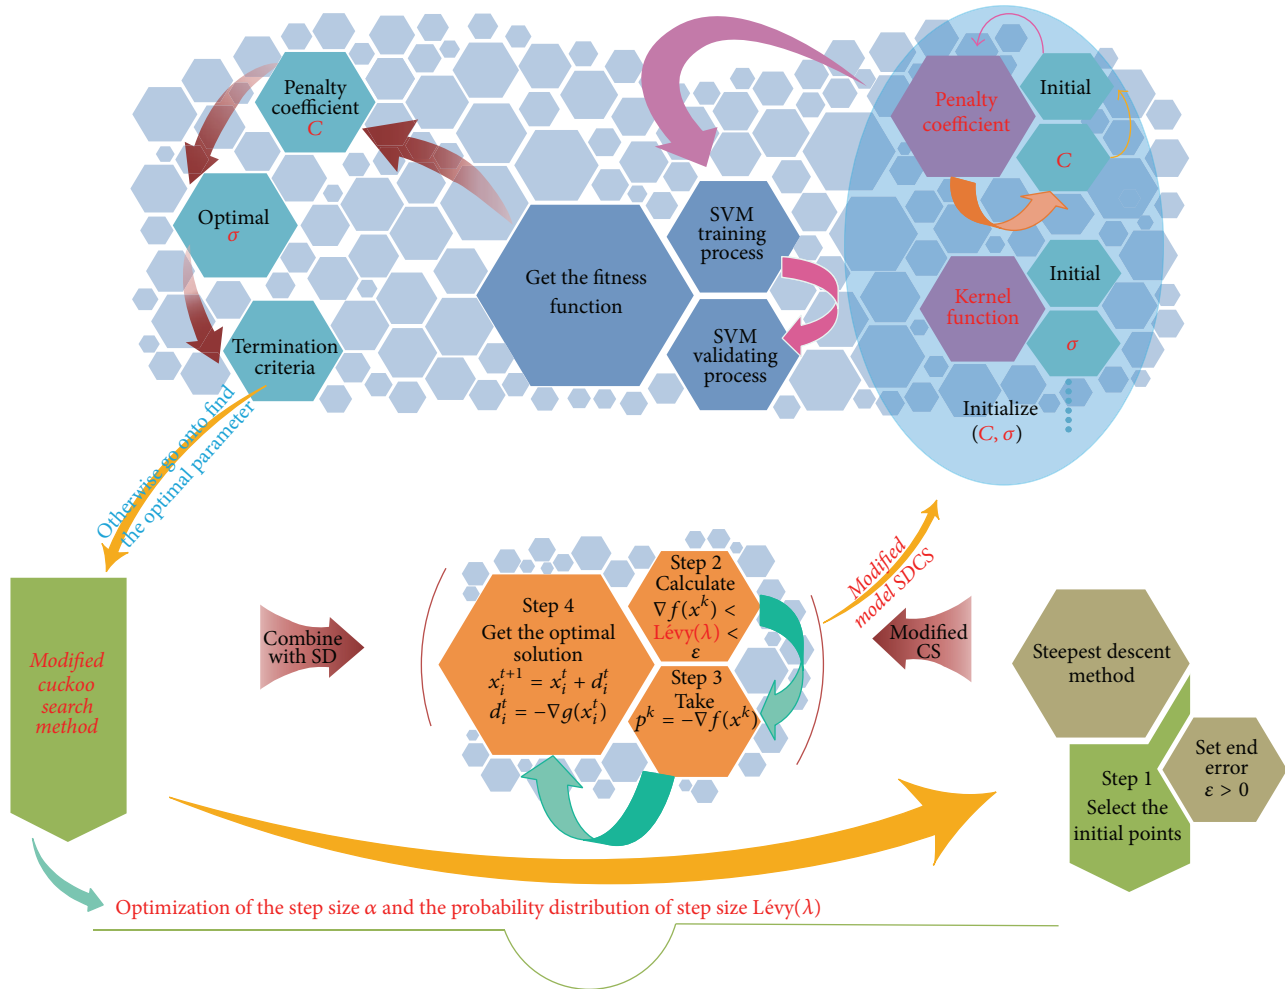 Penalty
coefficient
C
Optimal
σ
Termination
criteria
Get the fitness
function
SVM
training
process
SVM
validating
process
Penalty
coefficient
Initial
C
Initial
Kernel
function
σ
Initialize
(C, σ)
Otherwise go onto find
the optimal parameter
Modified
cuckoo
search
method
Combine
with SD
Step 4
Get the optimal
solution
x_i^{t+1} = x_i^t + d_i^t
d_i^t = −∇g(x_i^t)
Step 2
Calculate
∇f(x^k) <
Lévy(λ) <
ε
Step 3
Take
p^k = −∇f(x^k)
Modified
model SDCS
Modified
CS
Steepest descent
method
Set end
error
ε > 0
Step 1
Select the
initial points
Optimization of the step size α and the probability distribution of step size Lévy(λ)